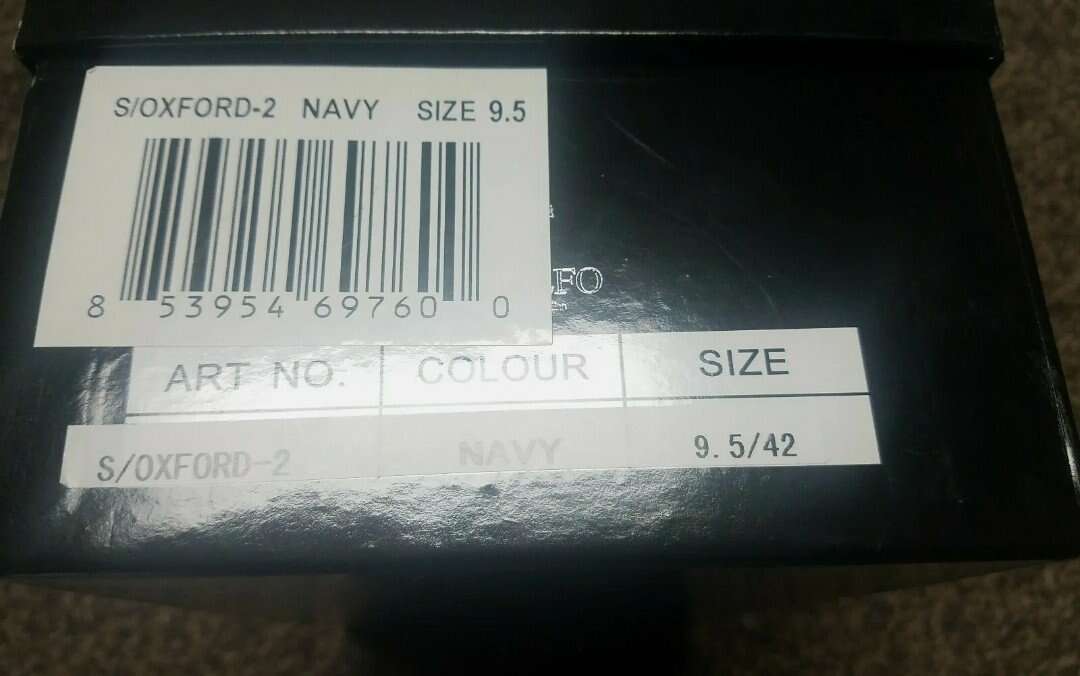 S/OXFORD-2 NAVY SIZE 9.5
8 53954 69760 0
ART NO. COLOUR SIZE
S/OXFORD-2 NAVY 9.5/42